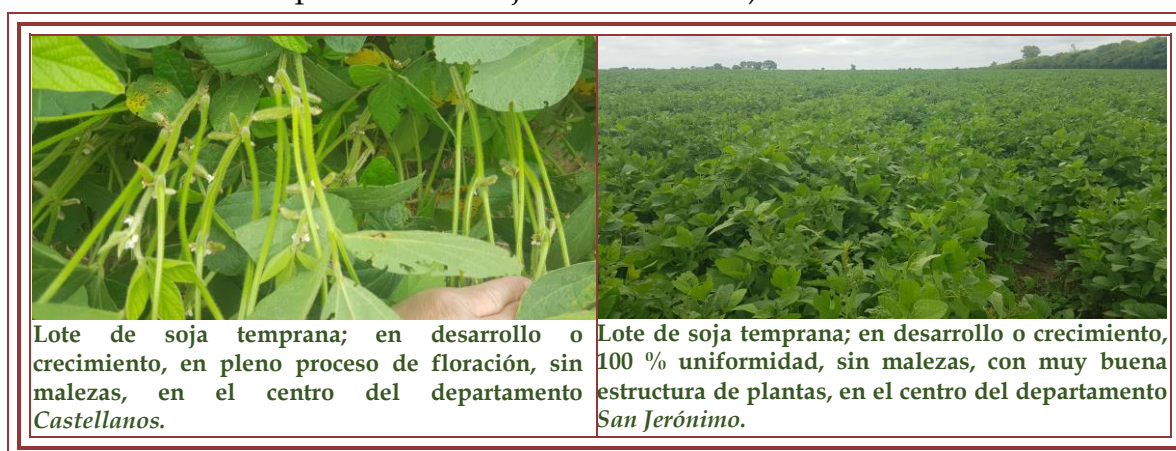 Lote de soja temprana; en desarrollo o
crecimiento, en pleno proceso de floración, sin
malezas, en el centro del departamento
Castellanos.
Lote de soja temprana; en desarrollo o crecimiento,
100 % uniformidad, sin malezas, con muy buena
estructura de plantas, en el centro del departamento
San Jerónimo.